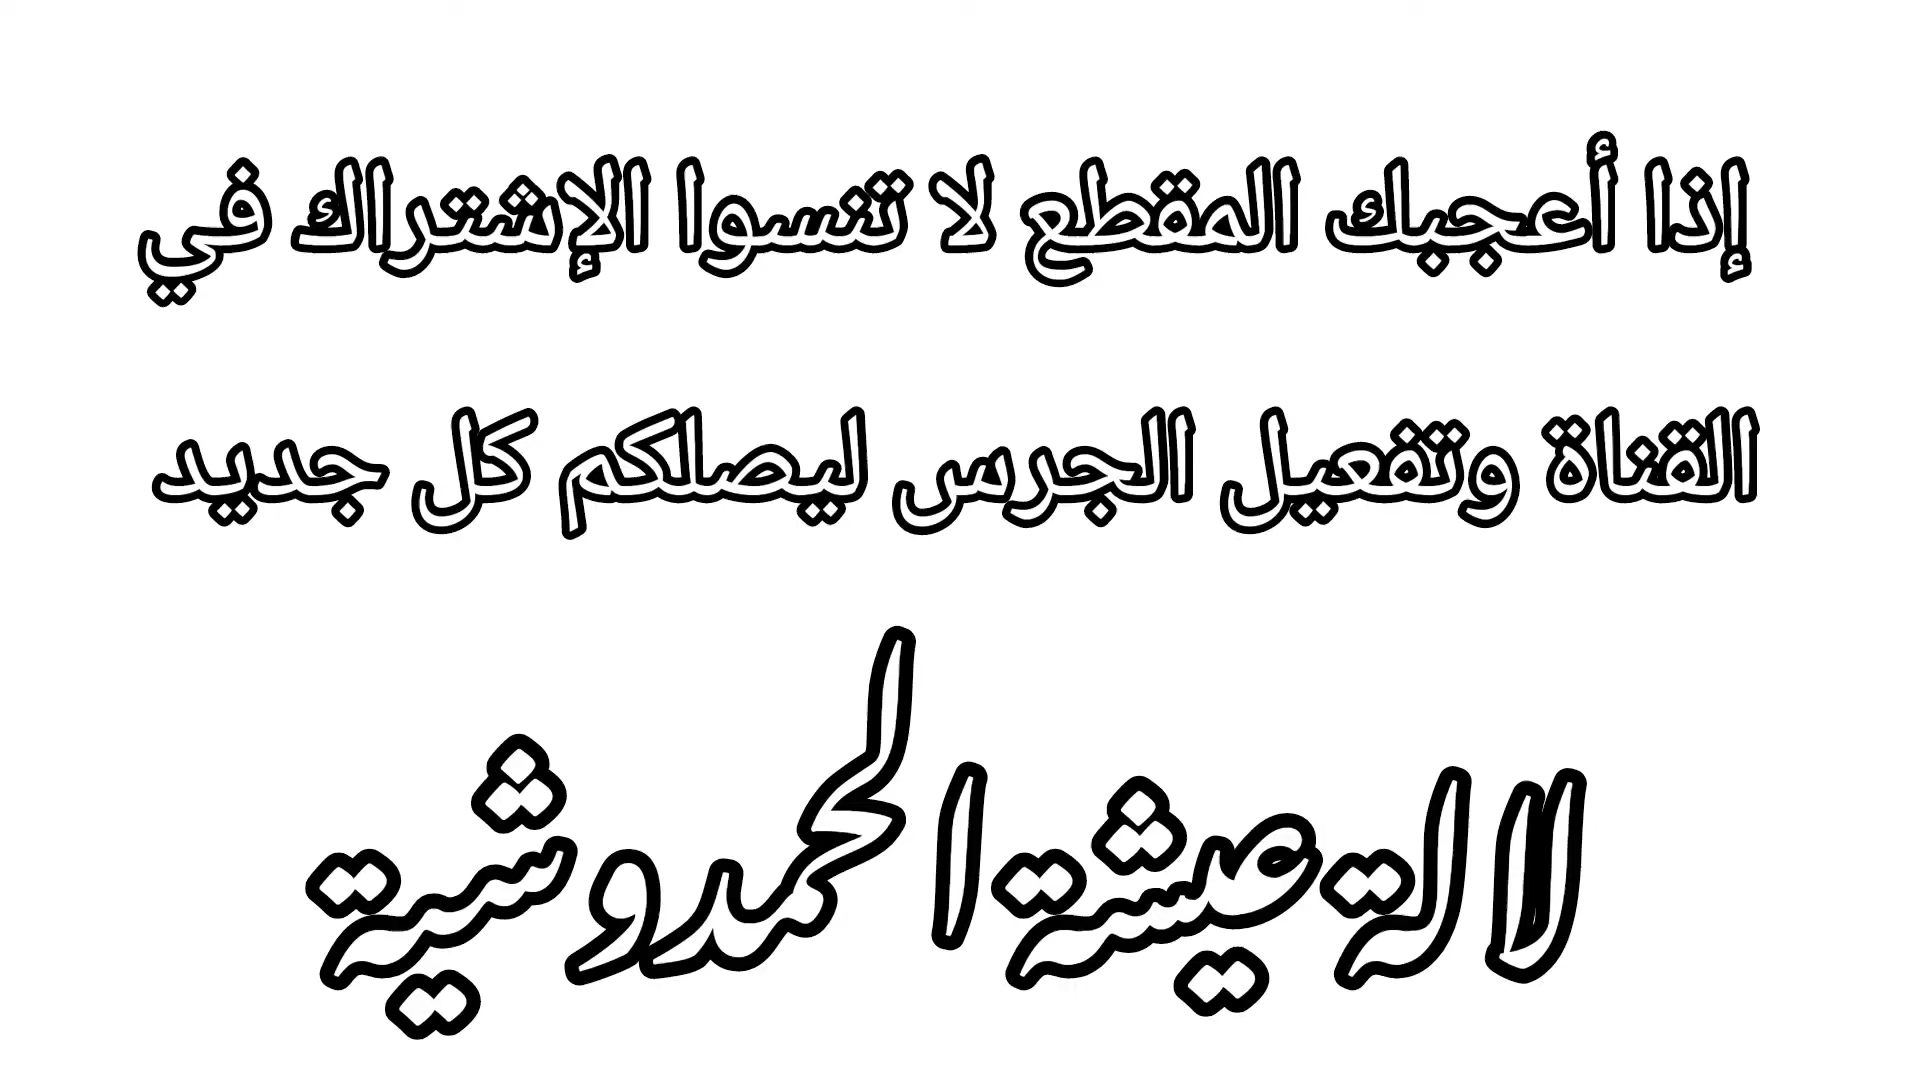 إذا أعجبك المقطع لا تنسوا الإشتراك في
القناة وتفعيل الجرس ليصلكم كل جديد
لالة عيشة الحمدوشية